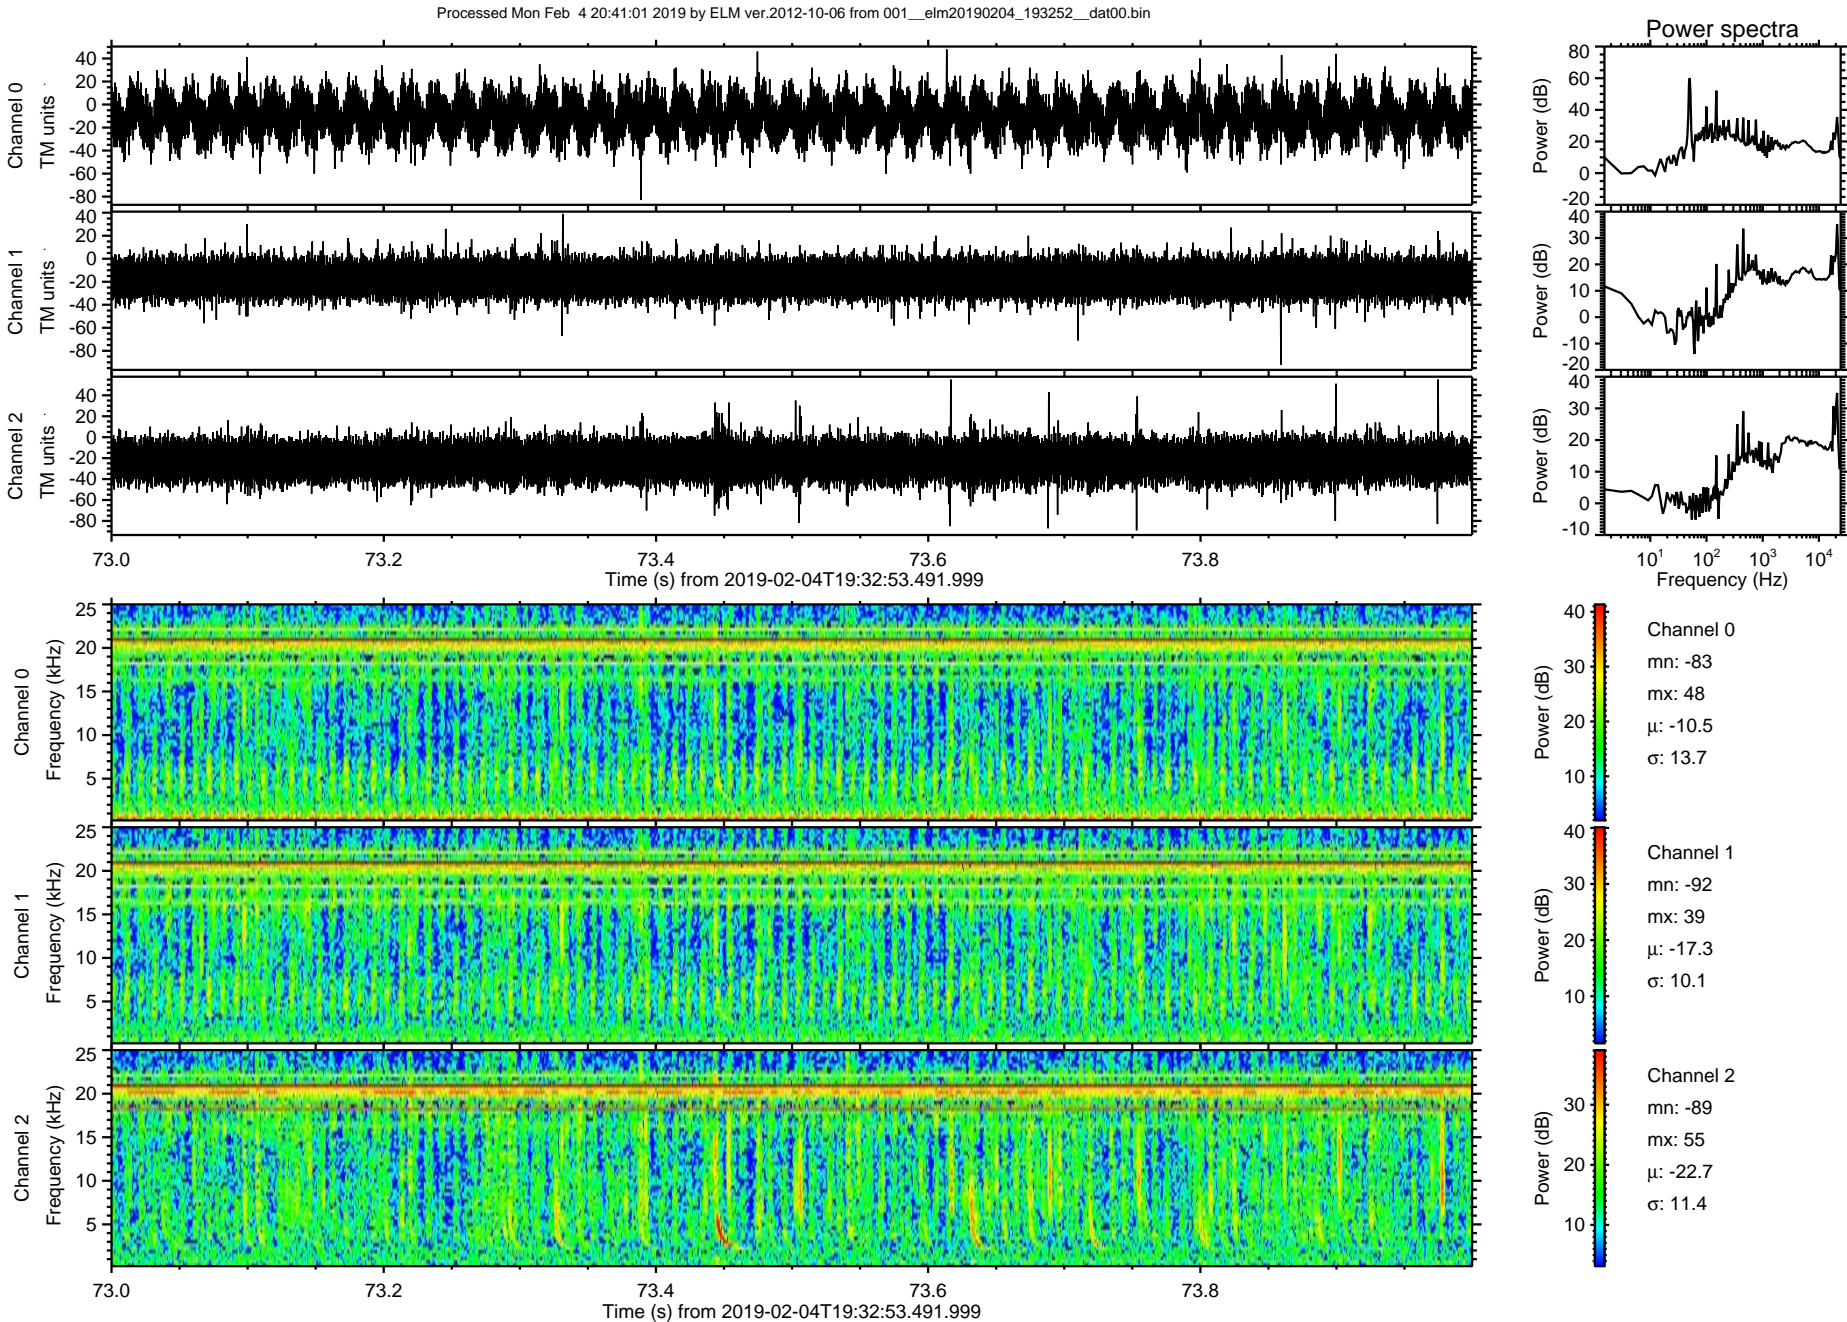 Processed Mon Feb  4 20:41:01 2019 by ELM ver.2012-10-06 from 001__elm20190204_193252__dat00.bin
Power spectra
Channel 0
TM units
40
20
0
-20
-40
-60
-80
Power (dB)
80
60
40
20
0
-20
Channel 1
TM units
40
20
0
-20
-40
-60
-80
Power (dB)
40
30
20
10
0
-10
-20
Channel 2
TM units
40
20
0
-20
-40
-60
-80
Power (dB)
40
30
20
10
0
-10
73.0 73.2 73.4 73.6 73.8
Time (s) from 2019-02-04T19:32:53.491.999
10^1 10^2 10^3 10^4
Frequency (Hz)
Channel 0
Frequency (kHz)
25
20
15
10
5
Power (dB)
40
30
20
10
Channel 0
mn: -83
mx: 48
μ: -10.5
σ: 13.7
Channel 1
Frequency (kHz)
25
20
15
10
5
Power (dB)
40
30
20
10
Channel 1
mn: -92
mx: 39
μ: -17.3
σ: 10.1
Channel 2
Frequency (kHz)
25
20
15
10
5
Power (dB)
30
20
10
Channel 2
mn: -89
mx: 55
μ: -22.7
σ: 11.4
73.0 73.2 73.4 73.6 73.8
Time (s) from 2019-02-04T19:32:53.491.999